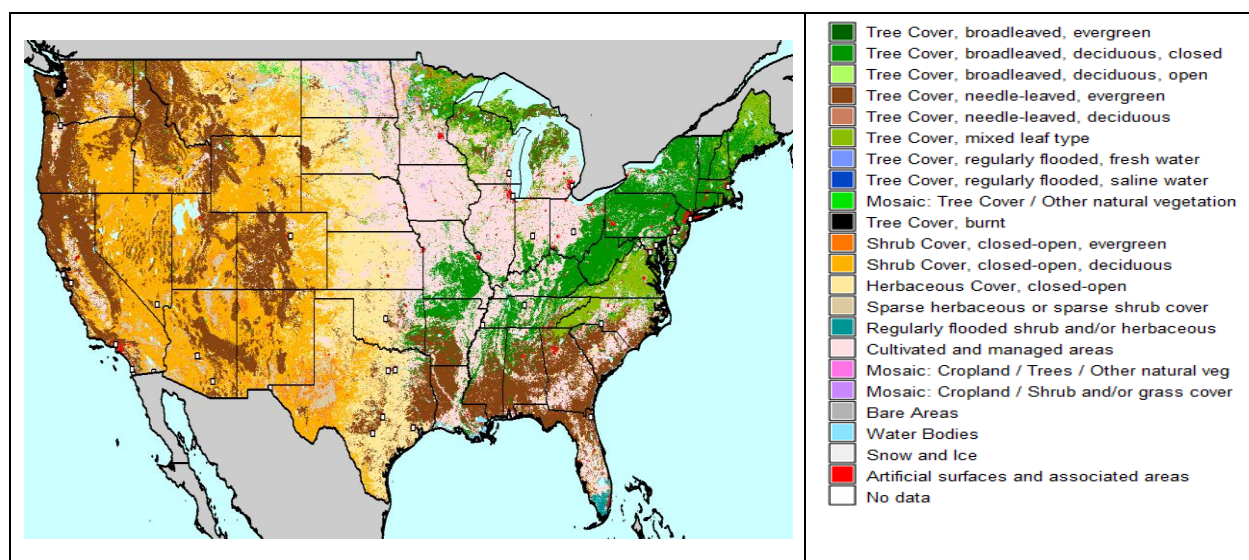 Tree Cover, broadleaved, evergreen
Tree Cover, broadleaved, deciduous, closed
Tree Cover, broadleaved, deciduous, open
Tree Cover, needle-leaved, evergreen
Tree Cover, needle-leaved, deciduous
Tree Cover, mixed leaf type
Tree Cover, regularly flooded, fresh water
Tree Cover, regularly flooded, saline water
Mosaic: Tree Cover / Other natural vegetation
Tree Cover, burnt
Shrub Cover, closed-open, evergreen
Shrub Cover, closed-open, deciduous
Herbaceous Cover, closed-open
Sparse herbaceous or sparse shrub cover
Regularly flooded shrub and/or herbaceous
Cultivated and managed areas
Mosaic: Cropland / Trees / Other natural veg
Mosaic: Cropland / Shrub and/or grass cover
Bare Areas
Water Bodies
Snow and Ice
Artificial surfaces and associated areas
No data